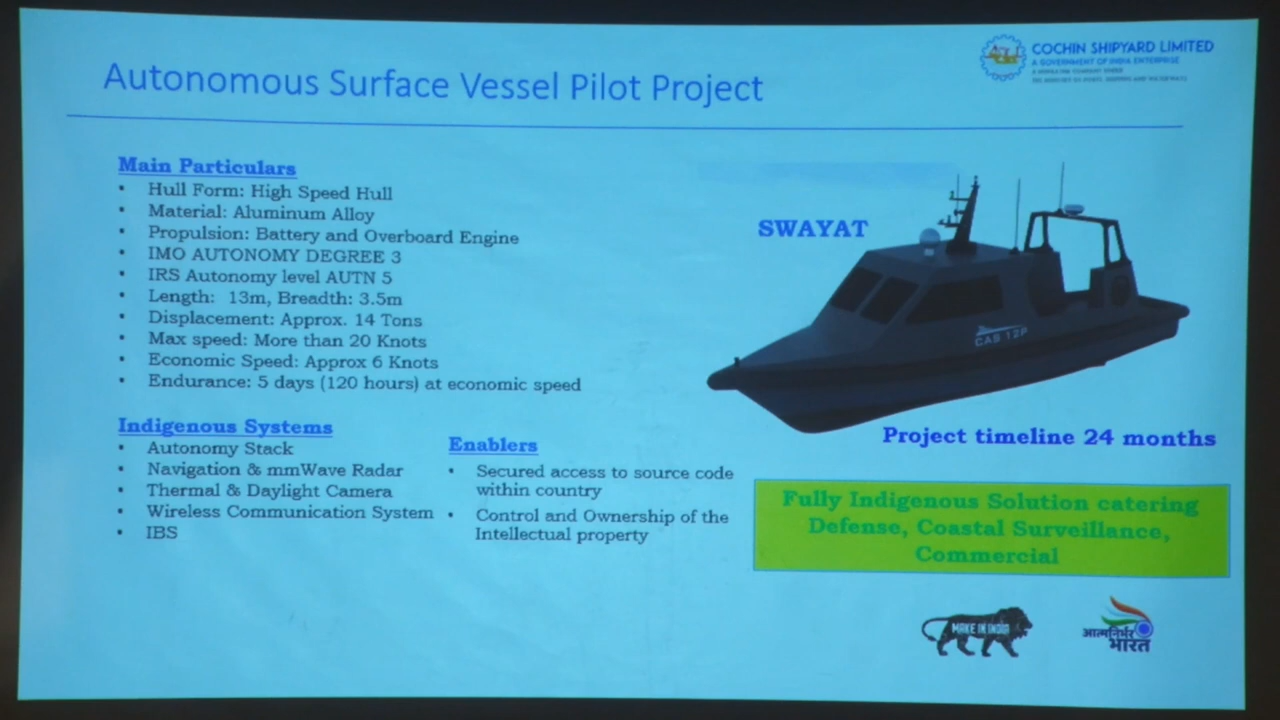 Autonomous Surface Vessel Pilot Project
COCHIN SHIPYARD LIMITED
A GOVERNMENT OF INDIA ENTERPRISE
Main Particulars
• Hull Form: High Speed Hull
• Material: Aluminum Alloy
• Propulsion: Battery and Overboard Engine
• IMO AUTONOMY DEGREE 3
• IRS Autonomy level AUTN 5
• Length: 13m, Breadth: 3.5m
• Displacement: Approx. 14 Tons
• Max speed: More than 20 Knots
• Economic Speed: Approx 6 Knots
• Endurance: 5 days (120 hours) at economic speed
Indigenous Systems
• Autonomy Stack
• Navigation & mmWave Radar
• Thermal & Daylight Camera
• Wireless Communication System
• IBS
Enablers
• Secured access to source code
within country
• Control and Ownership of the
Intellectual property
SWAYAT
CAS 12P
Project timeline 24 months
Fully Indigenous Solution catering
Defense, Coastal Surveillance,
Commercial
MAKE IN INDIA
आत्मनिर्भर
भारत